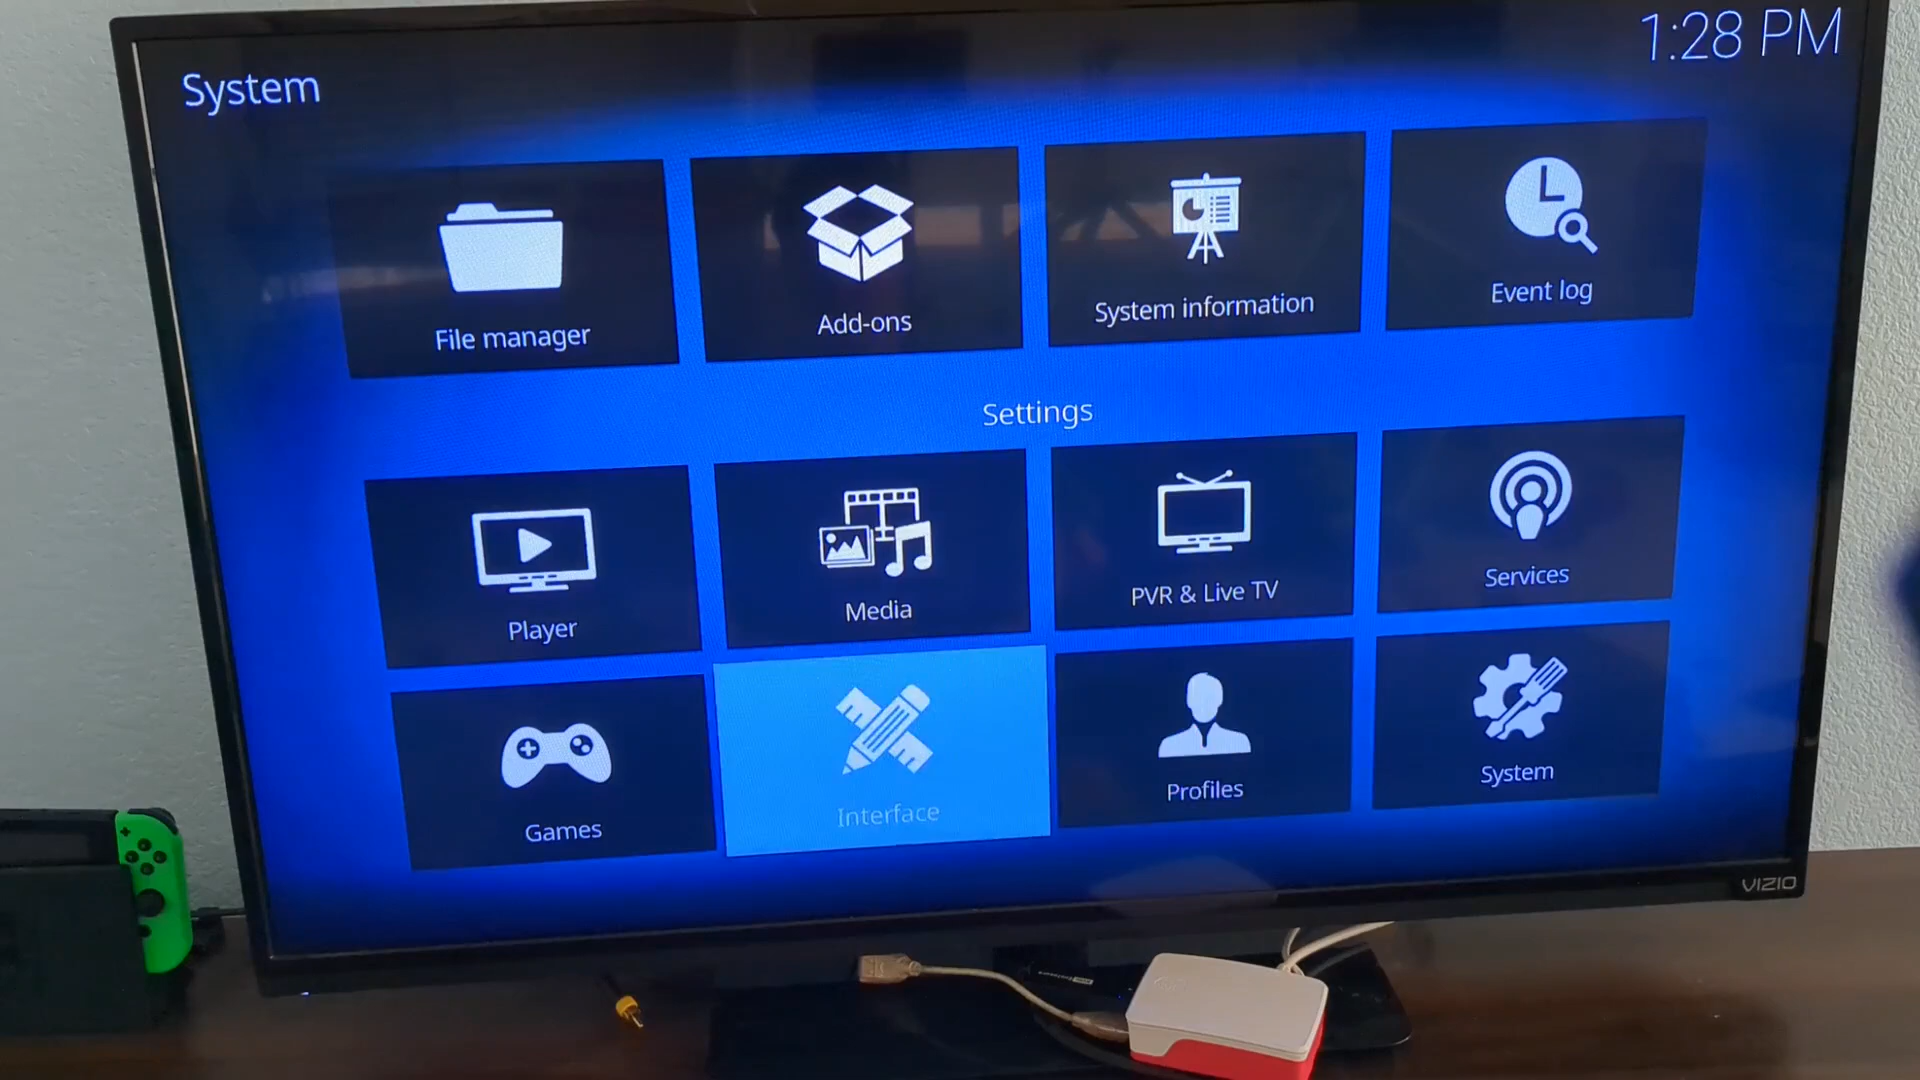 1:28 PM
System
File manager
Add-ons
System information
Event log
Settings
Player
Media
PVR & Live TV
Services
Games
Interface
Profiles
System
VIZIO